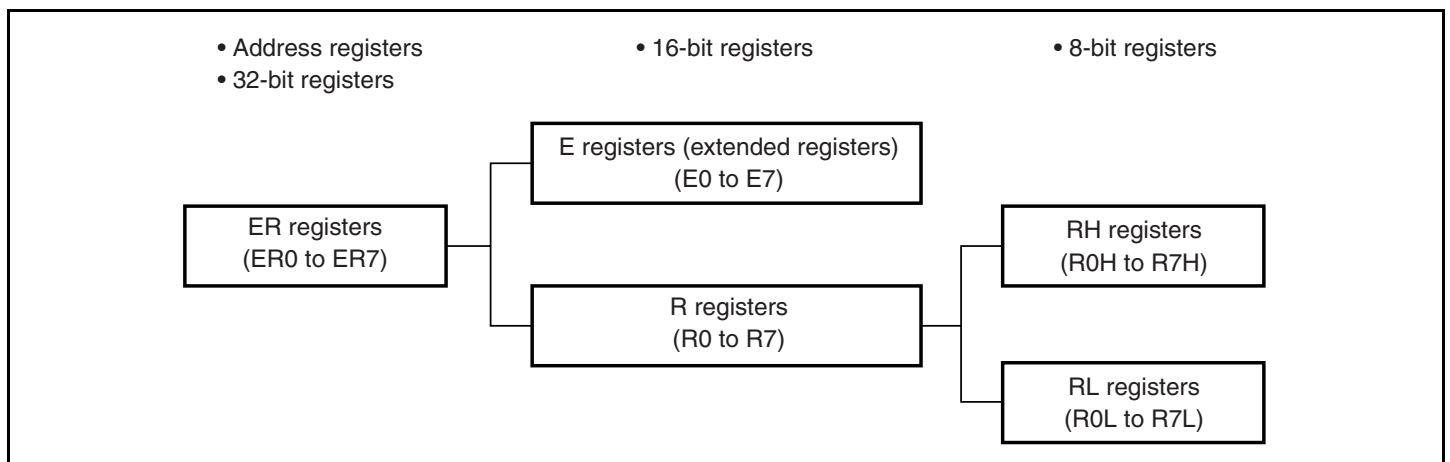 • Address registers
• 32-bit registers
• 16-bit registers
• 8-bit registers
E registers (extended registers)
(E0 to E7)
ER registers
(ER0 to ER7)
RH registers
(R0H to R7H)
R registers
(R0 to R7)
RL registers
(R0L to R7L)